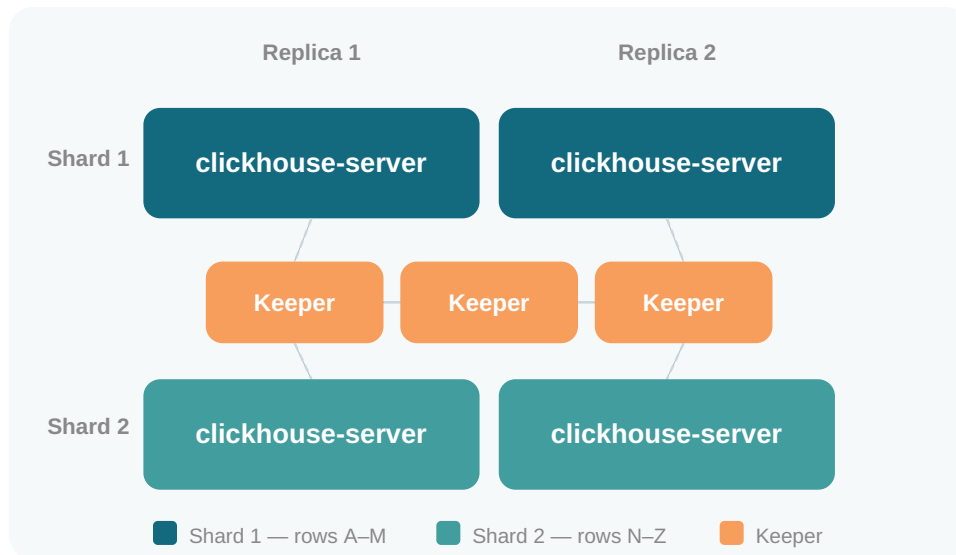 Replica 1
Replica 2
Shard 1
clickhouse-server
clickhouse-server
Keeper
Keeper
Keeper
Shard 2
clickhouse-server
clickhouse-server
Shard 1 — rows A–M
Shard 2 — rows N–Z
Keeper